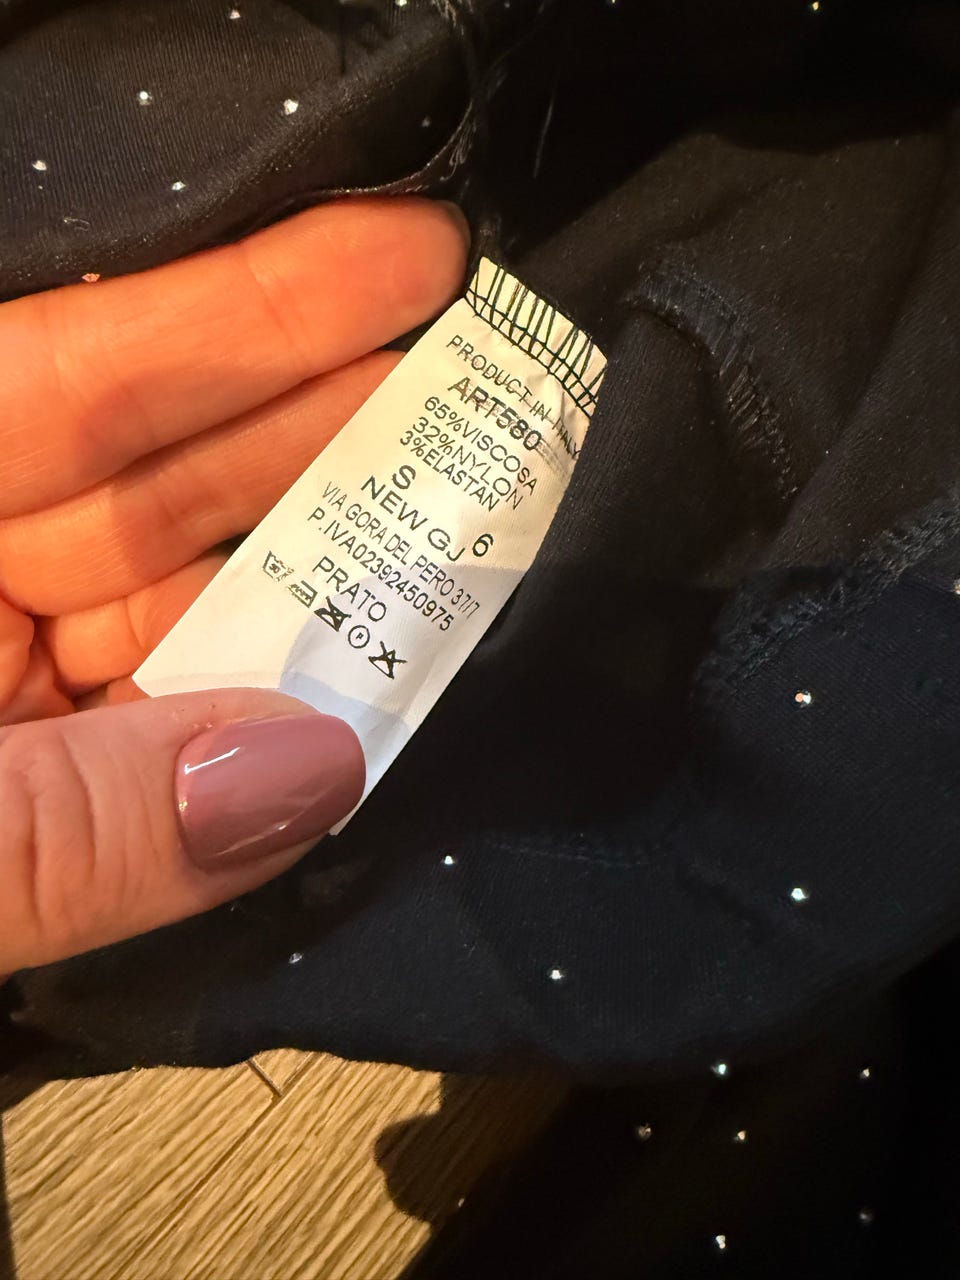 PRODUCT IN ITALY
ART580
65%VISCOSA
32%NYLON
3%ELASTAN
S
NEW GJ 6
VIA GORA DEL PERO 37/7
P.IVA02392450975
PRATO
30°
P